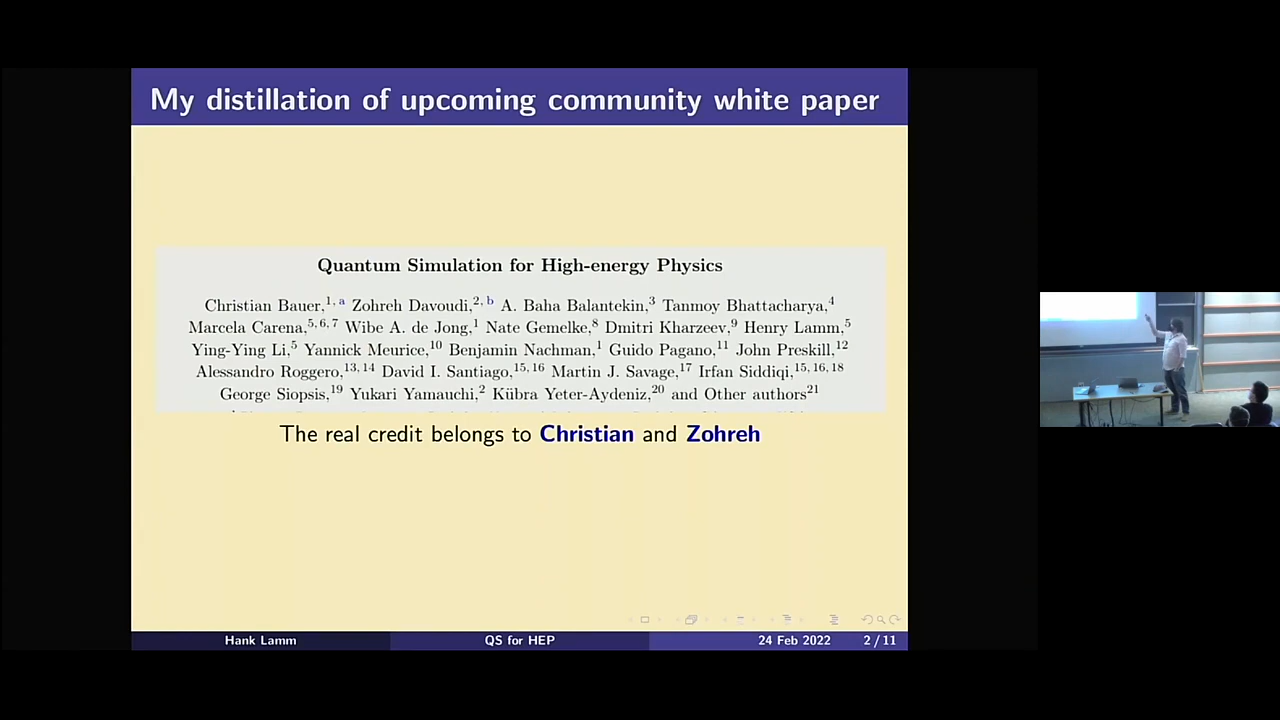 My distillation of upcoming community white paper
Quantum Simulation for High-energy Physics
Christian Bauer,1, a Zohreh Davoudi,2, b A. Baha Balantekin,3 Tanmoy Bhattacharya,4
Marcela Carena,5, 6, 7 Wibe A. de Jong,1 Nate Gemelke,8 Dmitri Kharzeev,9 Henry Lamm,5
Ying-Ying Li,5 Yannick Meurice,10 Benjamin Nachman,1 Guido Pagano,11 John Preskill,12
Alessandro Roggero,13, 14 David I. Santiago,15, 16 Martin J. Savage,17 Irfan Siddiqi,15, 16, 18
George Siopsis,19 Yukari Yamauchi,2 Kübra Yeter-Aydeniz,20 and Other authors21
The real credit belongs to Christian and Zohreh
Hank Lamm QS for HEP 24 Feb 2022 2 / 11